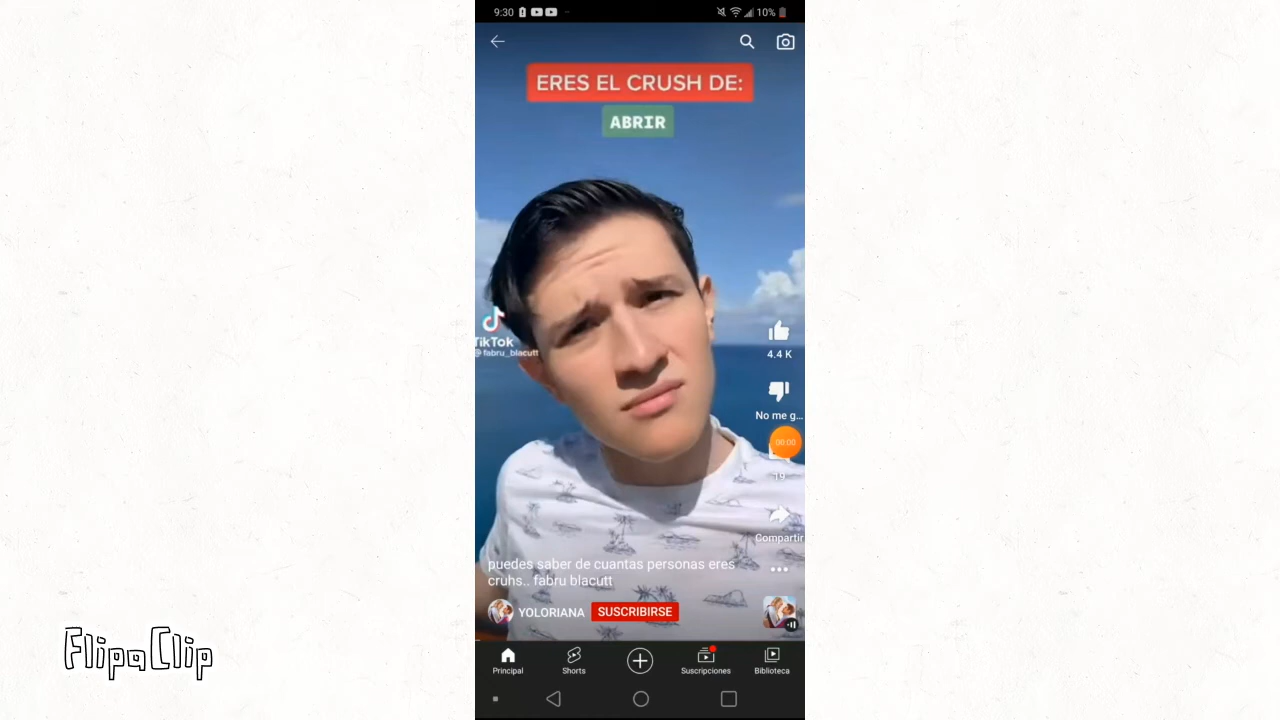 9:30
10%
ERES EL CRUSH DE:
ABRIR
TikTok
@fabru_blacutt
4.4 K
No me g...
00:00
19
Compartir
puedes saber de cuantas personas eres
cruhs.. fabru blacutt
YOLORIANA
SUSCRIBIRSE
Principal
Shorts
Suscripciones
Biblioteca
FlipaClip